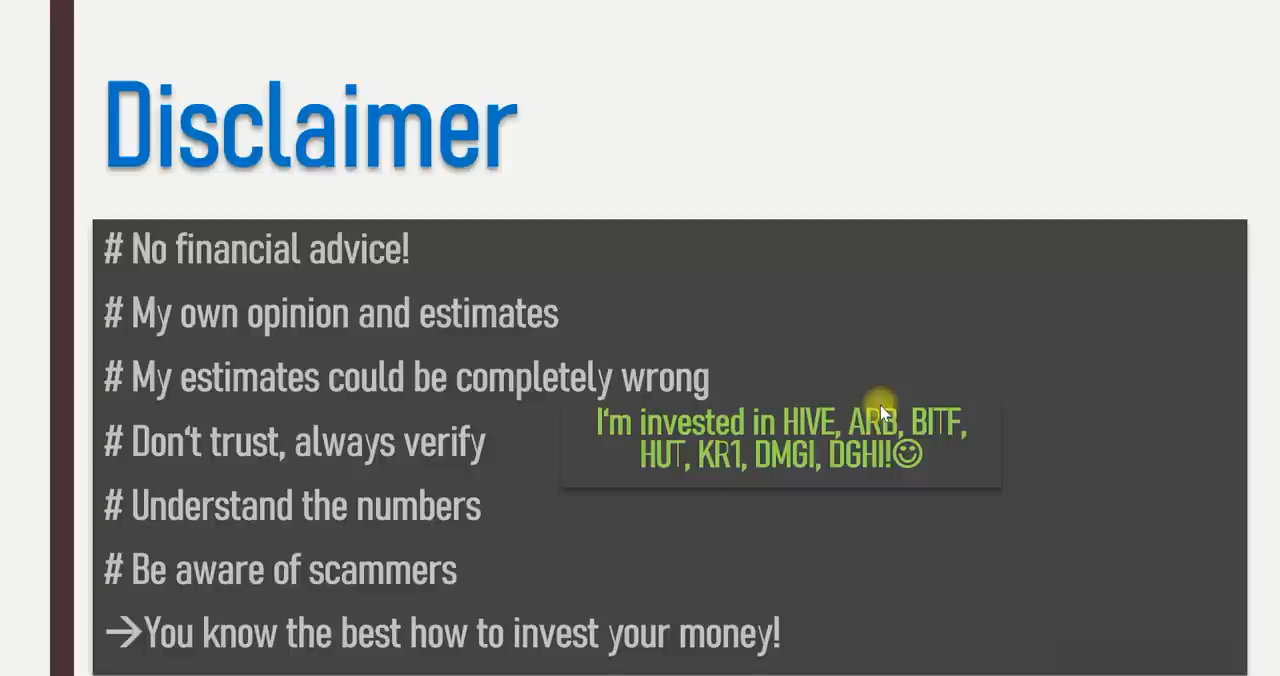 Disclaimer
# No financial advice!
# My own opinion and estimates
# My estimates could be completely wrong
I'm invested in HIVE, ARB, BITF,
HUT, KR1, DMGI, DGHI!☺
# Don't trust, always verify
# Understand the numbers
# Be aware of scammers
→You know the best how to invest your money!